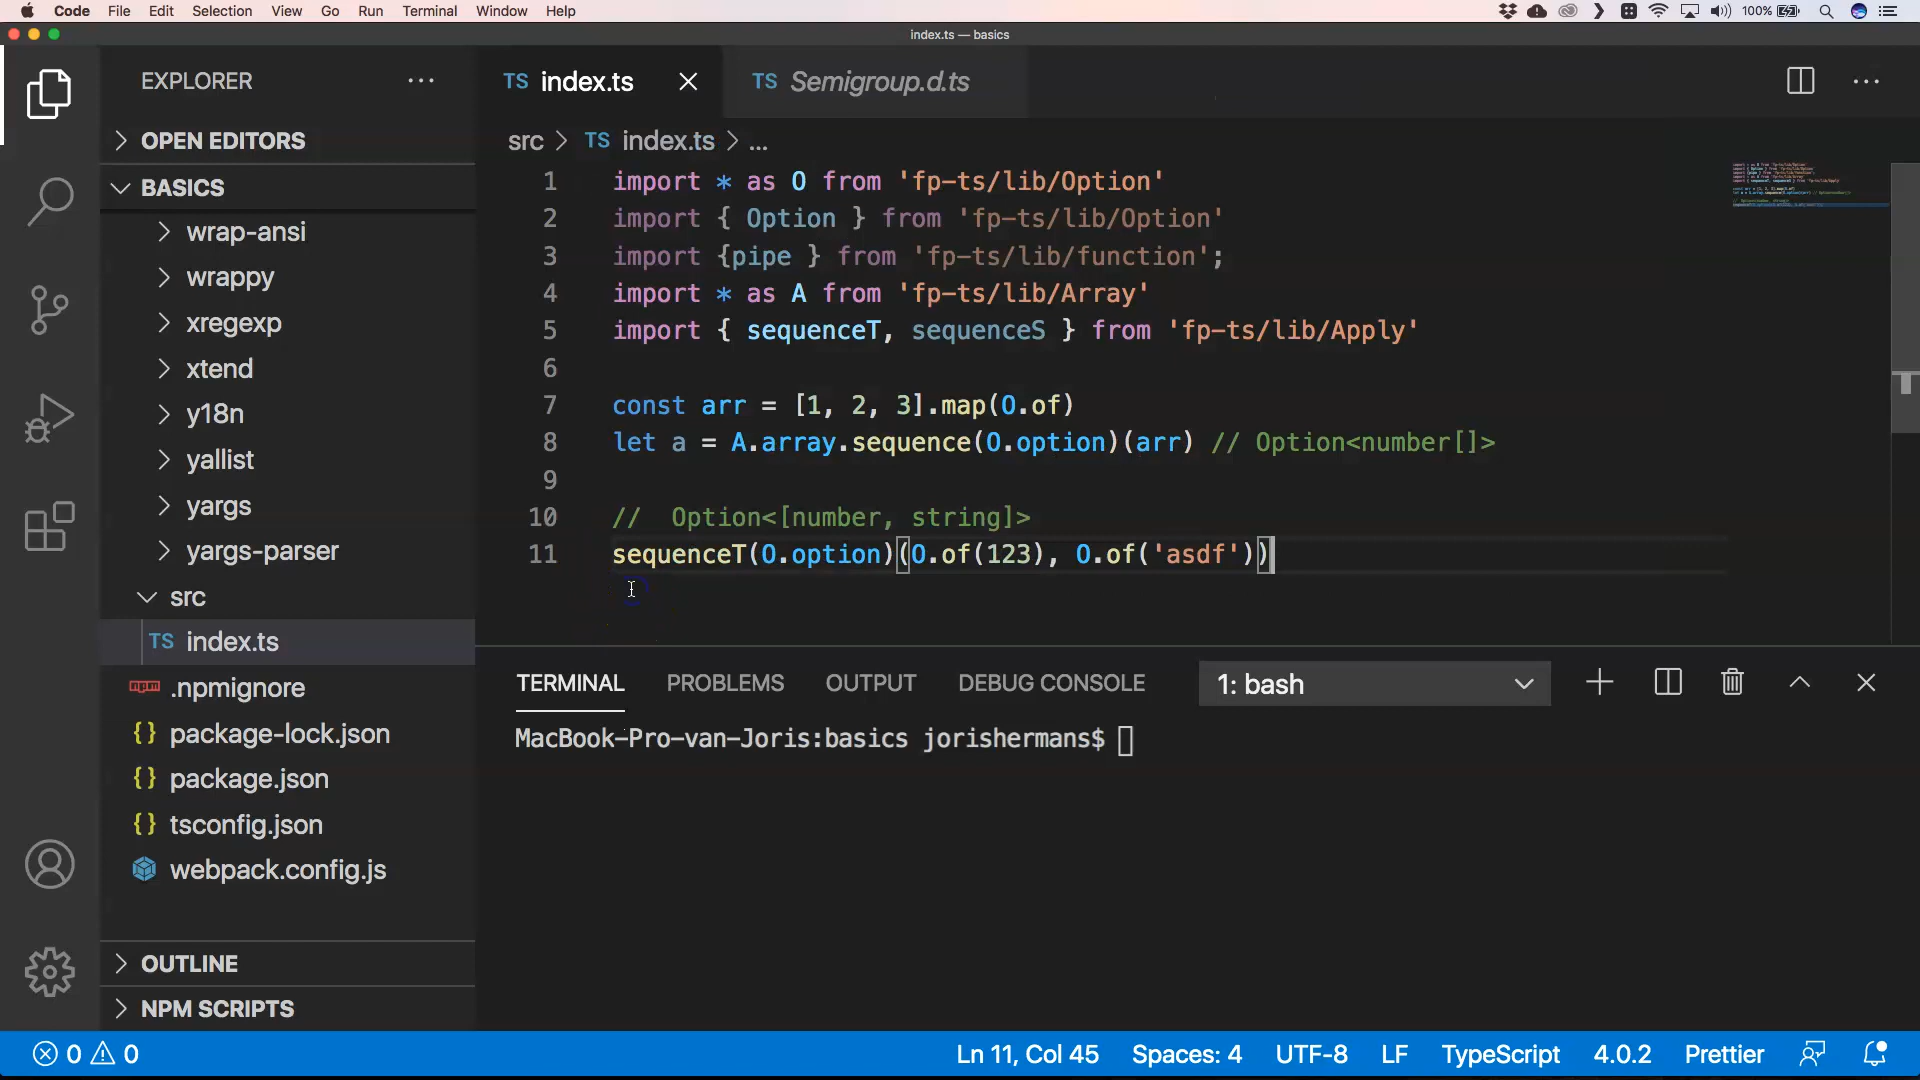 Code File Edit Selection View Go Run Terminal Window Help 100%
index.ts — basics
EXPLORER
OPEN EDITORS
BASICS
wrap-ansi
wrappy
xregexp
xtend
y18n
yallist
yargs
yargs-parser
src
TS index.ts
.npmignore
{} package-lock.json
{} package.json
{} tsconfig.json
webpack.config.js
OUTLINE
NPM SCRIPTS
TS index.ts TS Semigroup.d.ts
src > TS index.ts > ...
1 import * as O from 'fp-ts/lib/Option'
2 import { Option } from 'fp-ts/lib/Option'
3 import {pipe } from 'fp-ts/lib/function';
4 import * as A from 'fp-ts/lib/Array'
5 import { sequenceT, sequenceS } from 'fp-ts/lib/Apply'
6
7 const arr = [1, 2, 3].map(O.of)
8 let a = A.array.sequence(O.option)(arr) // Option<number[]>
9
10 //  Option<[number, string]>
11 sequenceT(O.option)(O.of(123), O.of('asdf'))
TERMINAL PROBLEMS OUTPUT DEBUG CONSOLE 1: bash
MacBook-Pro-van-Joris:basics jorishermans$
0 0 Ln 11, Col 45 Spaces: 4 UTF-8 LF TypeScript 4.0.2 Prettier